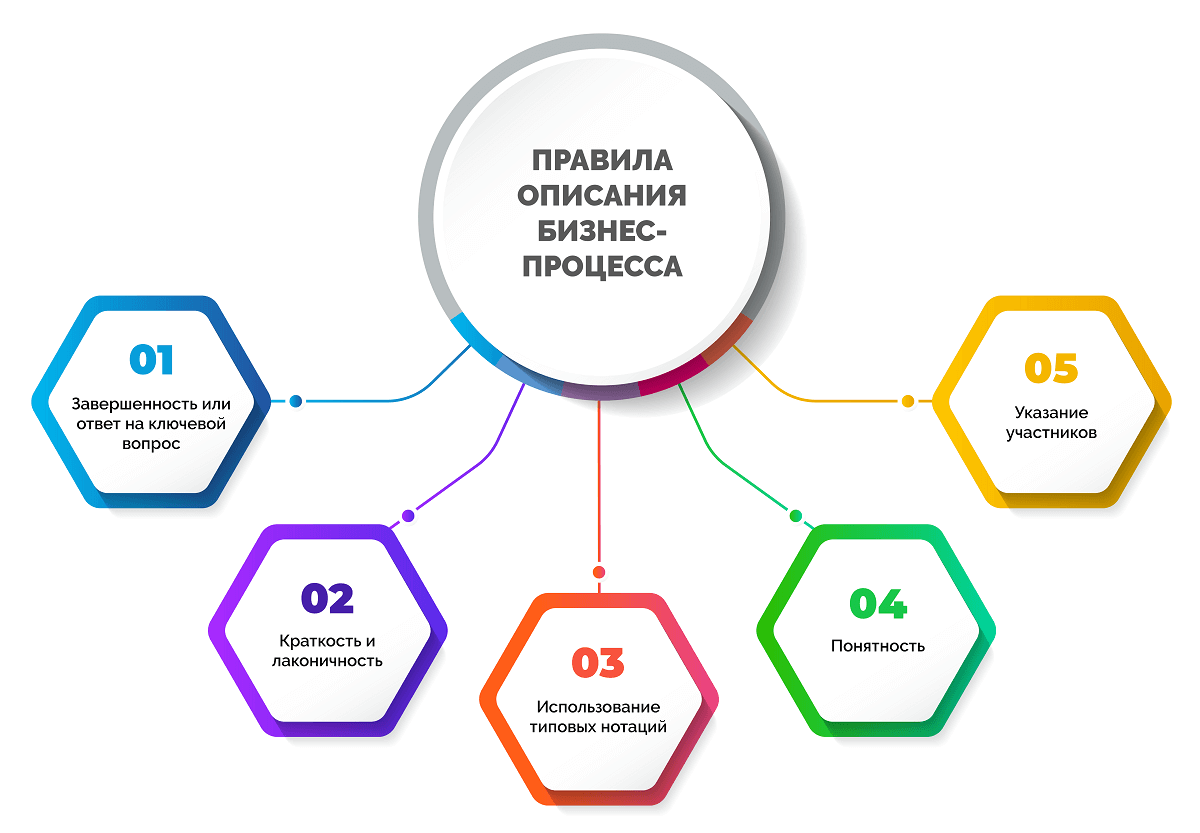 ПРАВИЛА
ОПИСАНИЯ
БИЗНЕС-
ПРОЦЕССА
01
Завершенность или
ответ на ключевой
вопрос
02
Краткость и
лаконичность
03
Использование
типовых нотаций
04
Понятность
05
Указание
участников